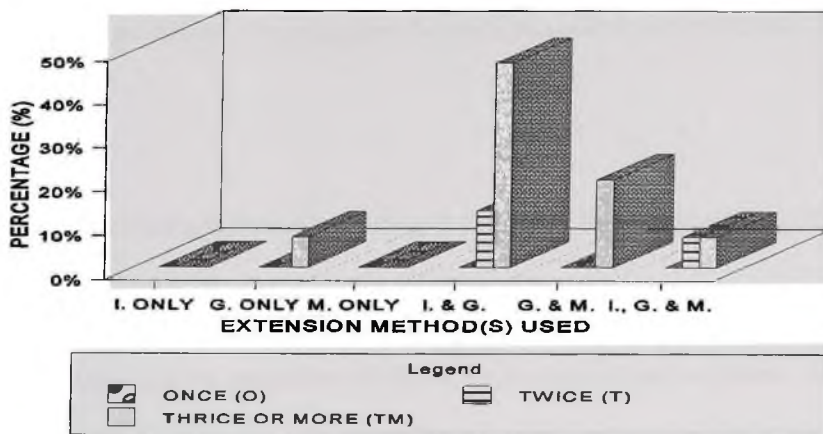 PERCENTAGE (%)
50%
40%
30%
20%
10%
0%
I. ONLY G. ONLY M. ONLY I. & G. G. & M. I., G. & M.
EXTENSION METHOD(S) USED
Legend
ONCE (O) TWICE (T)
THRICE OR MORE (TM)